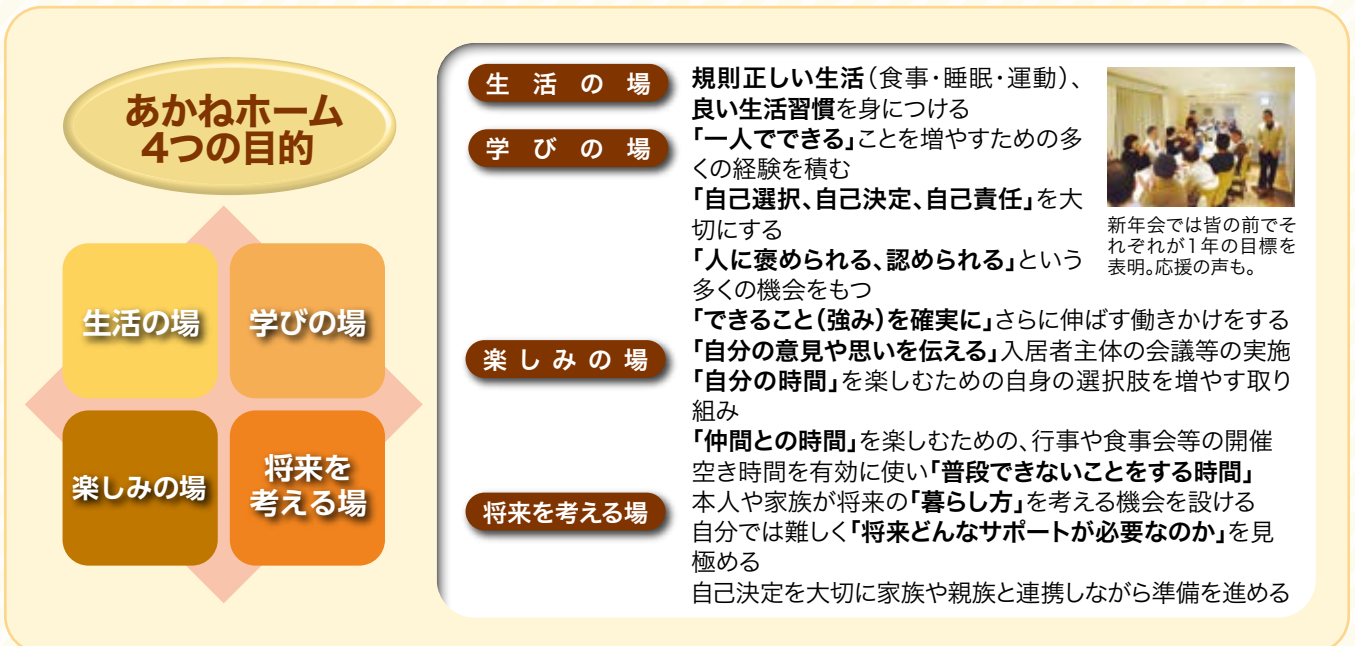 あかねホーム
4つの目的
生活の場
学びの場
楽しみの場
将来を
考える場
生活の場
規則正しい生活（食事・睡眠・運動）、
良い生活習慣を身につける
学びの場
「一人でできる」ことを増やすための多
くの経験を積む
「自己選択、自己決定、自己責任」を大
切にする
「人に褒められる、認められる」という
多くの機会をもつ
「できること（強み）を確実に」さらに伸ばす働きかけをする
楽しみの場
「自分の意見や思いを伝える」入居者主体の会議等の実施
「自分の時間」を楽しむための自身の選択肢を増やす取り
組み
「仲間との時間」を楽しむための、行事や食事会等の開催
空き時間を有効に使い「普段できないことをする時間」
将来を考える場
本人や家族が将来の「暮らし方」を考える機会を設ける
自分では難しく「将来どんなサポートが必要なのか」を見
極める
自己決定を大切に家族や親族と連携しながら準備を進める
新年会では皆の前でそ
れぞれが1年の目標を
表明。応援の声も。